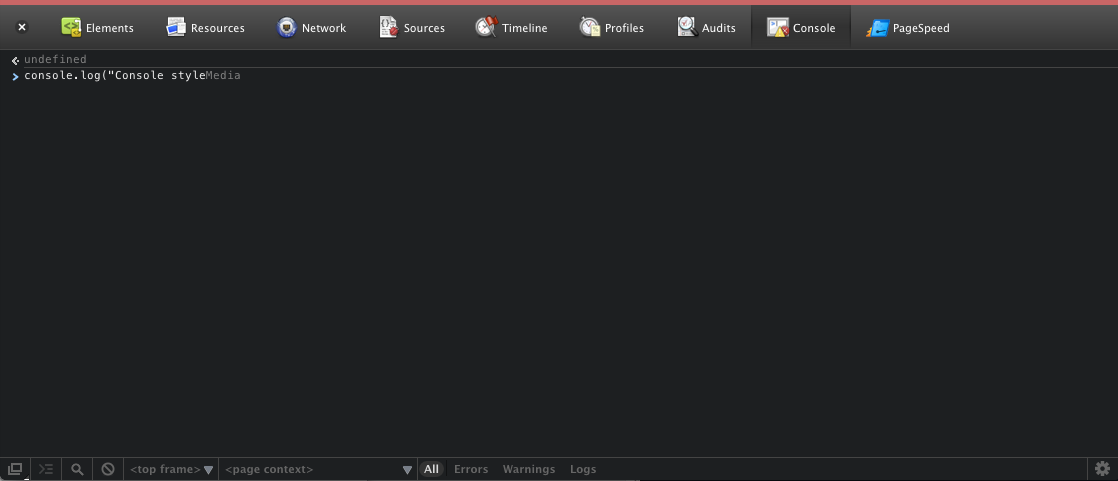 Elements Resources Network Sources Timeline Profiles Audits Console PageSpeed
undefined
console.log("Console styleMedia
<top frame> <page context> All Errors Warnings Logs